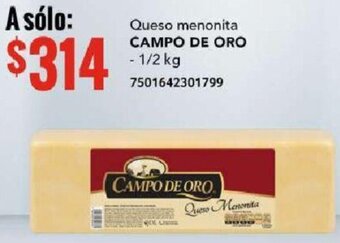 A sólo:
$314
Queso menonita
CAMPO DE ORO
- 1/2 kg
7501642301799
CAMPO DE ORO
Queso Menonita